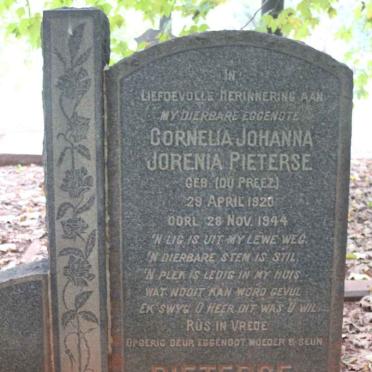 IN
LIEFDEVOLLE HERINNERING AAN
MY DIERBARE EGGENOTE
CORNELIA JOHANNA
JORENIA PIETERSE
GEB. (DU PREEZ)
29 APRIL 1920
OORL. 28 NOV. 1944
'N LIG IS UIT MY LEWE WEG,
'N DIERBARE STEM IS STIL,
'N PLEK IS LEDIG IN MY HUIS
WAT NOOIT KAN WORD GEVUL
EK SWYG O HEER DIT WAS U WIL
RUS IN VREDE
OPGERIG DEUR EGGENOOT MOEDER & SEUN
PIETERSE